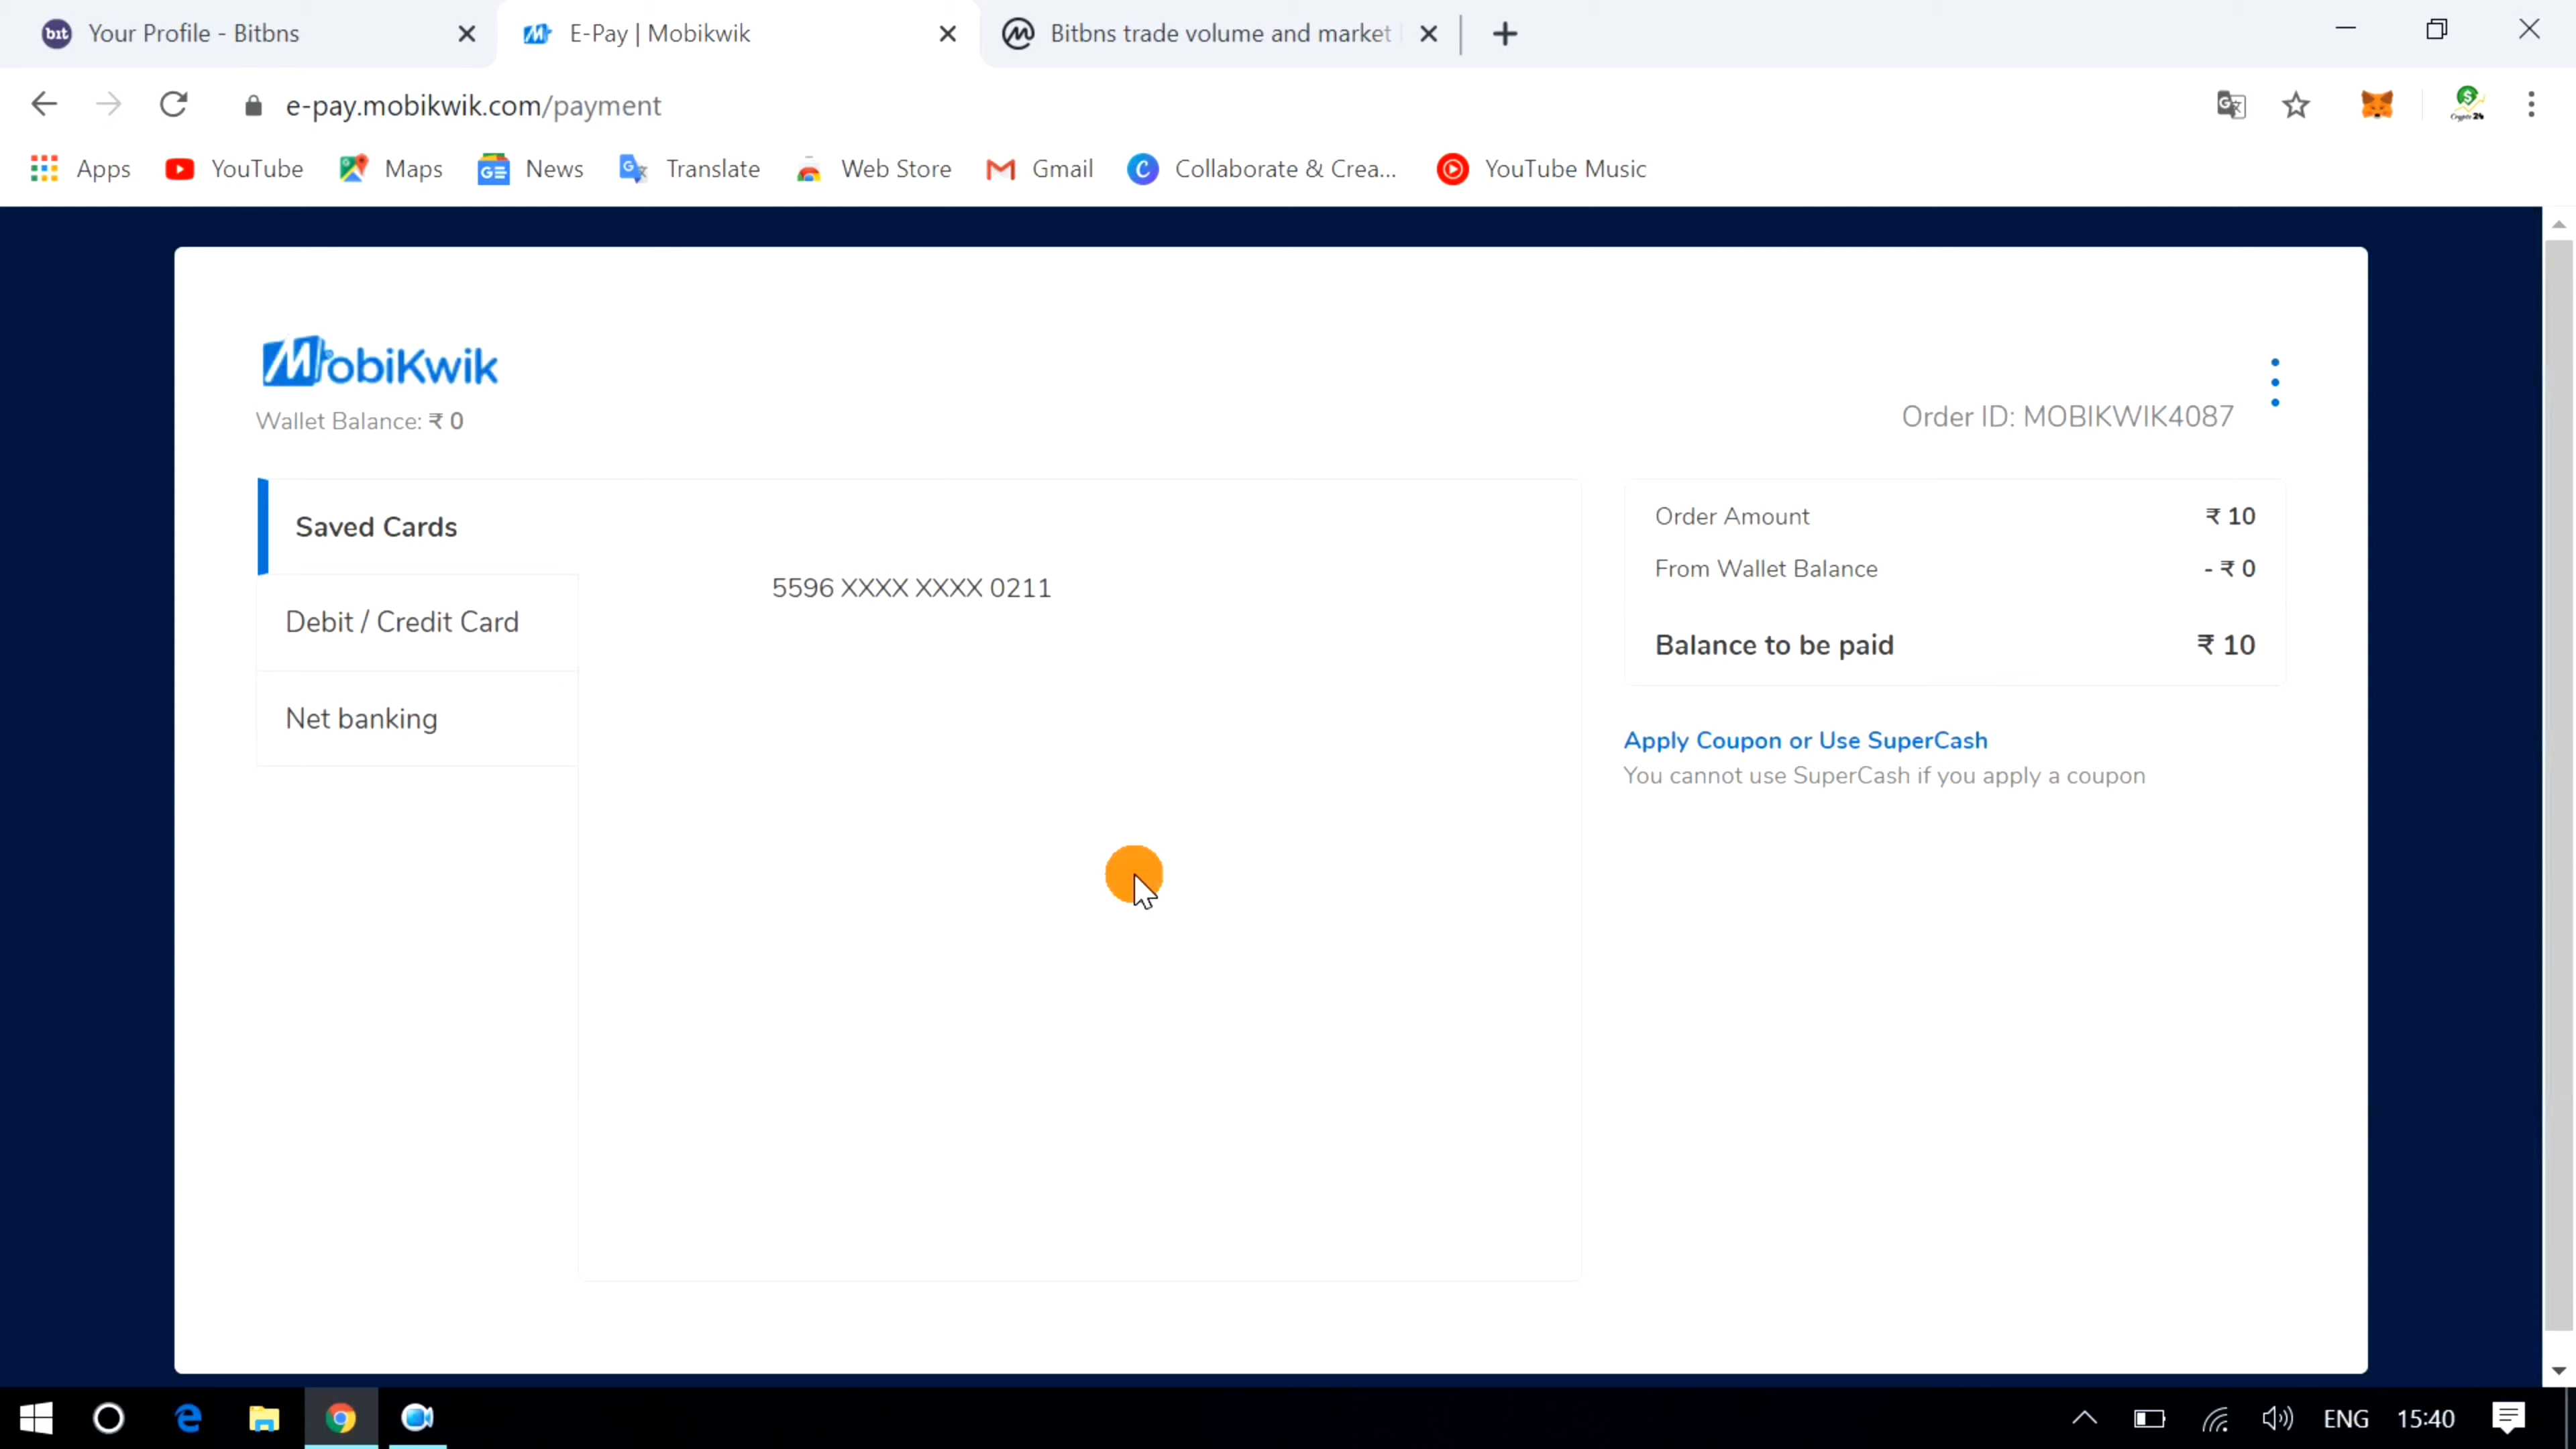 bit Your Profile - Bitbns
E-Pay | Mobikwik
Bitbns trade volume and market
e-pay.mobikwik.com/payment
Crypto 24
Apps
YouTube
Maps
News
Translate
Web Store
Gmail
Collaborate & Crea...
YouTube Music
MobiKwik
Wallet Balance: ₹ 0
Order ID: MOBIKWIK4087
Saved Cards
Debit / Credit Card
Net banking
5596 XXXX XXXX 0211
Order Amount ₹ 10
From Wallet Balance - ₹ 0
Balance to be paid ₹ 10
Apply Coupon or Use SuperCash
You cannot use SuperCash if you apply a coupon
ENG 15:40